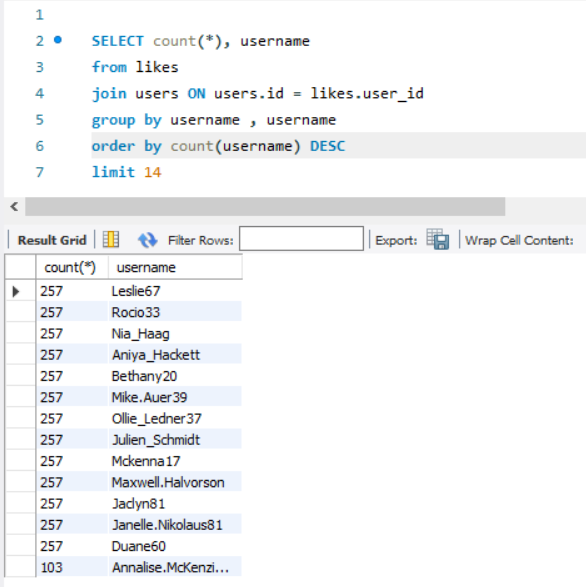 1
2 SELECT count(*), username
3 from likes
4 join users ON users.id = likes.user_id
5 group by username , username
6 order by count(username) DESC
7 limit 14
Result Grid Filter Rows: Export: Wrap Cell Content:
count(*) username
257 Leslie67
257 Rocio33
257 Nia_Haag
257 Aniya_Hackett
257 Bethany20
257 Mike.Auer39
257 Ollie_Ledner37
257 Julien_Schmidt
257 Mckenna17
257 Maxwell.Halvorson
257 Jaclyn81
257 Janelle.Nikolaus81
257 Duane60
103 Annalise.McKenzi...